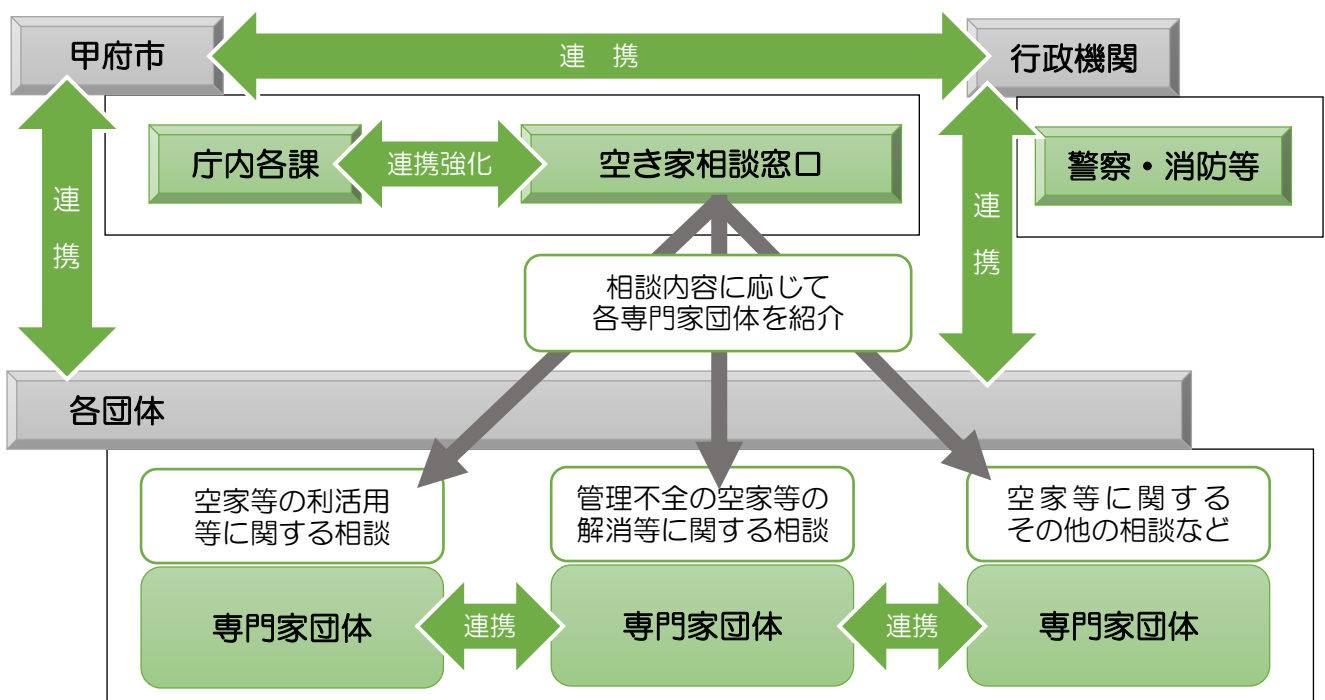 甲府市
連　携
行政機関
庁内各課
連携強化
空き家相談窓口
警察・消防等
連
携
連
携
相談内容に応じて
各専門家団体を紹介
各団体
空家等の利活用
等に関する相談
管理不全の空家等の
解消等に関する相談
空家等に関する
その他の相談など
専門家団体
連携
専門家団体
連携
専門家団体